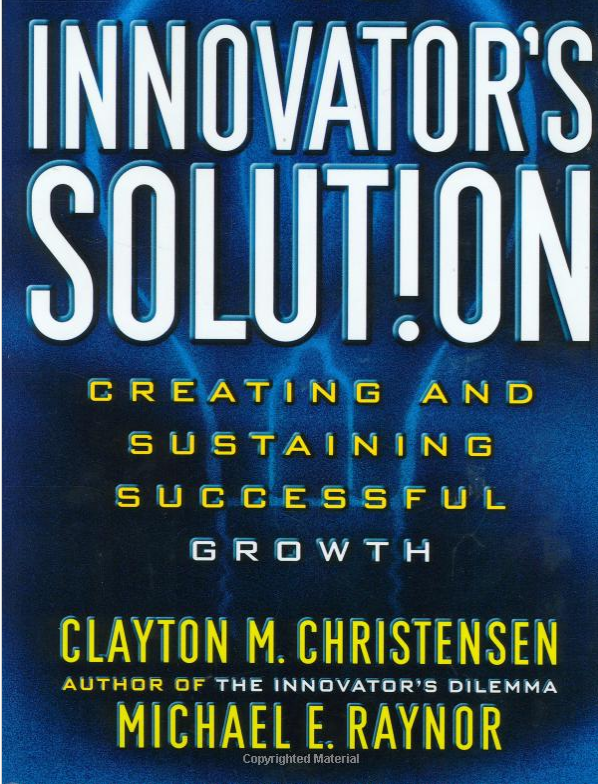 INNOVATOR'S
SOLUT!ON
CREATING AND
SUSTAINING
SUCCESSFUL
GROWTH
CLAYTON M. CHRISTENSEN
AUTHOR OF THE INNOVATOR'S DILEMMA
MICHAEL E. RAYNOR
Copyrighted Material